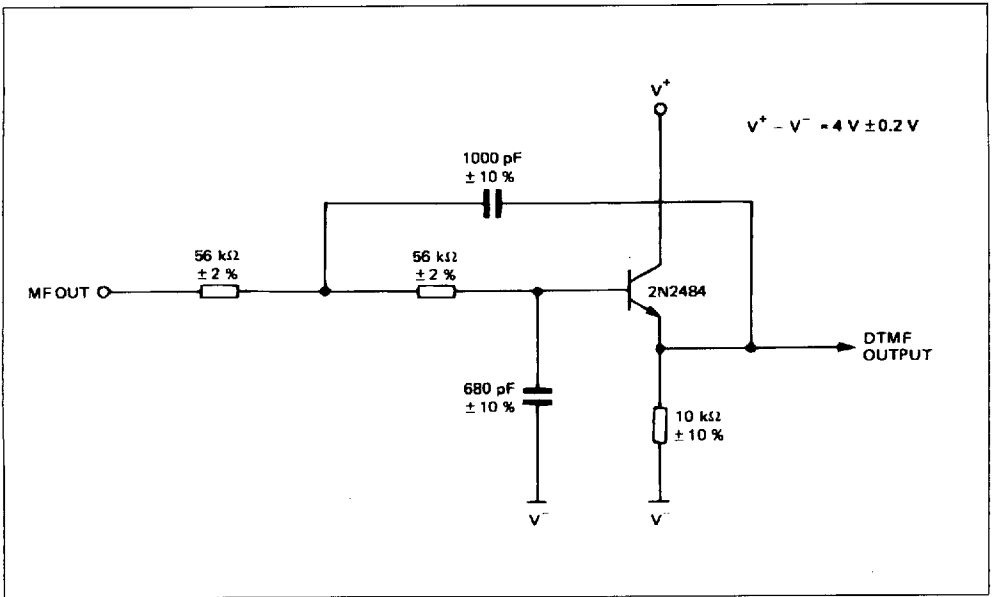 V+
V+ – V– = 4 V ±0.2 V
1000 pF
± 10 %
56 kΩ
± 2 %
56 kΩ
± 2 %
MF OUT
2N2484
DTMF
OUTPUT
680 pF
± 10 %
10 kΩ
± 10 %
V–
V–